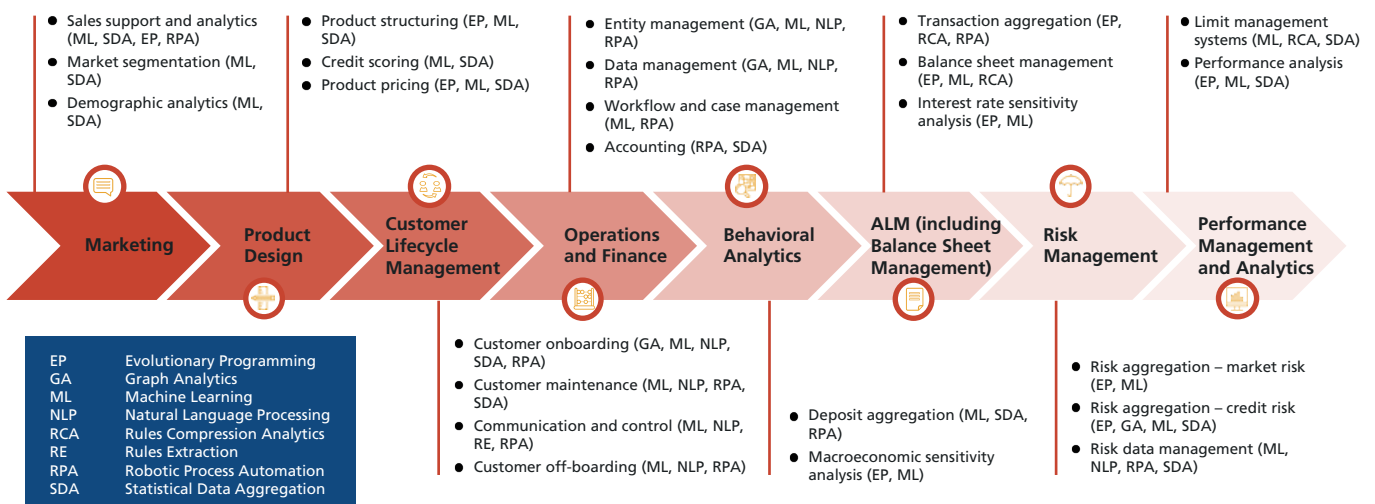 ● Sales support and analytics
(ML, SDA, EP, RPA)
● Market segmentation (ML,
SDA)
● Demographic analytics (ML,
SDA)
● Product structuring (EP, ML,
SDA)
● Credit scoring (ML, SDA)
● Product pricing (EP, ML, SDA)
● Entity management (GA, ML, NLP,
RPA)
● Data management (GA, ML, NLP,
RPA)
● Workflow and case management
(ML, RPA)
● Accounting (RPA, SDA)
● Transaction aggregation (EP,
RCA, RPA)
● Balance sheet management
(EP, ML, RCA)
● Interest rate sensitivity
analysis (EP, ML)
● Limit management
systems (ML, RCA, SDA)
● Performance analysis
(EP, ML, SDA)
Marketing
Product
Design
Customer
Lifecycle
Management
Operations
and Finance
Behavioral
Analytics
ALM (including
Balance Sheet
Management)
Risk
Management
Performance
Management
and Analytics
EP Evolutionary Programming
GA Graph Analytics
ML Machine Learning
NLP Natural Language Processing
RCA Rules Compression Analytics
RE Rules Extraction
RPA Robotic Process Automation
SDA Statistical Data Aggregation
● Customer onboarding (GA, ML, NLP,
SDA, RPA)
● Customer maintenance (ML, NLP, RPA,
SDA)
● Communication and control (ML, NLP,
RE, RPA)
● Customer off-boarding (ML, NLP, RPA)
● Deposit aggregation (ML, SDA,
RPA)
● Macroeconomic sensitivity
analysis (EP, ML)
● Risk aggregation – market risk
(EP, ML)
● Risk aggregation – credit risk
(EP, GA, ML, SDA)
● Risk data management (ML,
NLP, RPA, SDA)